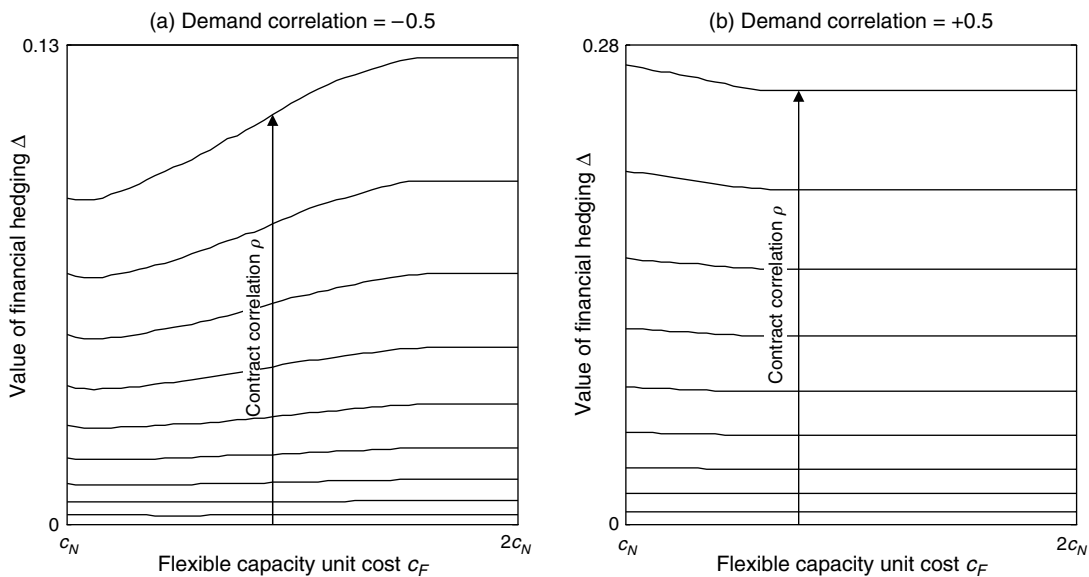 (a) Demand correlation = −0.5
0.13
Value of financial hedging Δ
Contract correlation ρ
0
c_N
2c_N
Flexible capacity unit cost c_F
(b) Demand correlation = +0.5
0.28
Value of financial hedging Δ
Contract correlation ρ
0
c_N
2c_N
Flexible capacity unit cost c_F